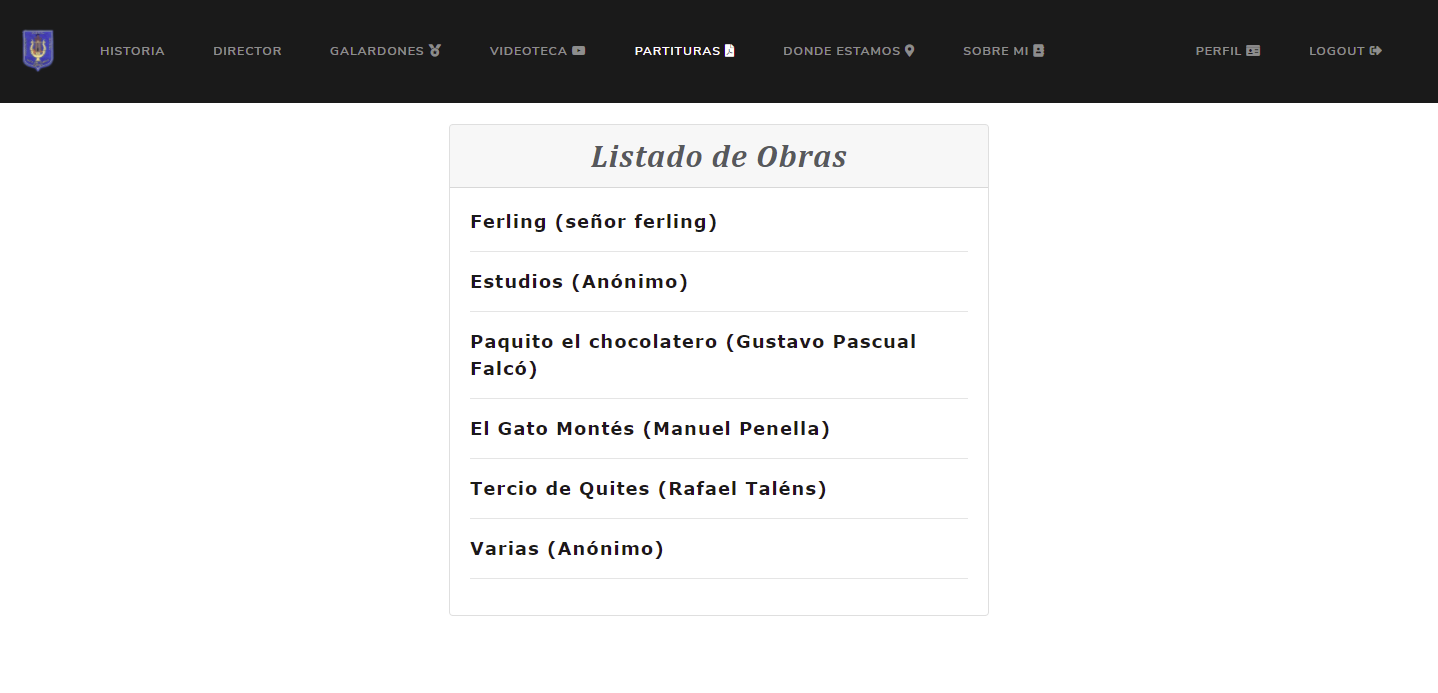 HISTORIA
DIRECTOR
GALARDONES
VIDEOTECA
PARTITURAS
DONDE ESTAMOS
SOBRE MI
PERFIL
LOGOUT
Listado de Obras
Ferling (señor ferling)
Estudios (Anónimo)
Paquito el chocolatero (Gustavo Pascual
Falcó)
El Gato Montés (Manuel Penella)
Tercio de Quites (Rafael Taléns)
Varias (Anónimo)